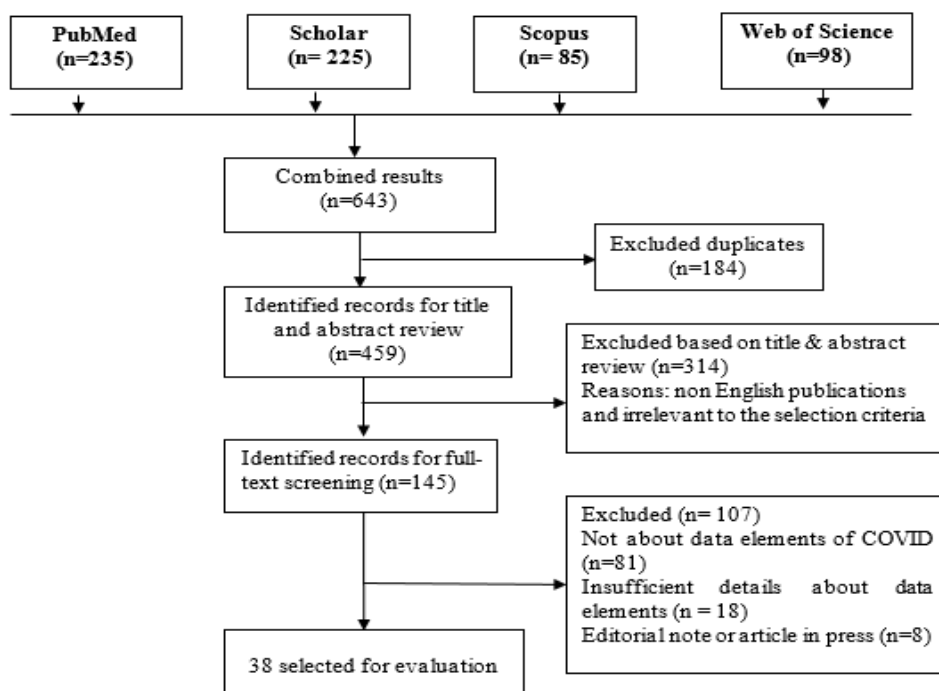 PubMed
(n=235)
Scholar
(n= 225)
Scopus
(n= 85)
Web of Science
(n=98)
Combined results
(n=643)
Excluded duplicates
(n=184)
Identified records for title
and abstract review
(n=459)
Excluded based on title & abstract
review (n=314)
Reasons: non English publications
and irrelevant to the selection criteria
Identified records for full-
text screening (n=145)
Excluded (n= 107)
Not about data elements of COVID
(n=81)
Insufficient details about data
elements (n = 18)
Editorial note or article in press (n=8)
38 selected for evaluation